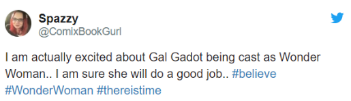 Spazzy
@ComixBookGurl
I am actually excited about Gal Gadot being cast as Wonder
Woman.. I am sure she will do a good job.. #believe
#WonderWoman #thereistime